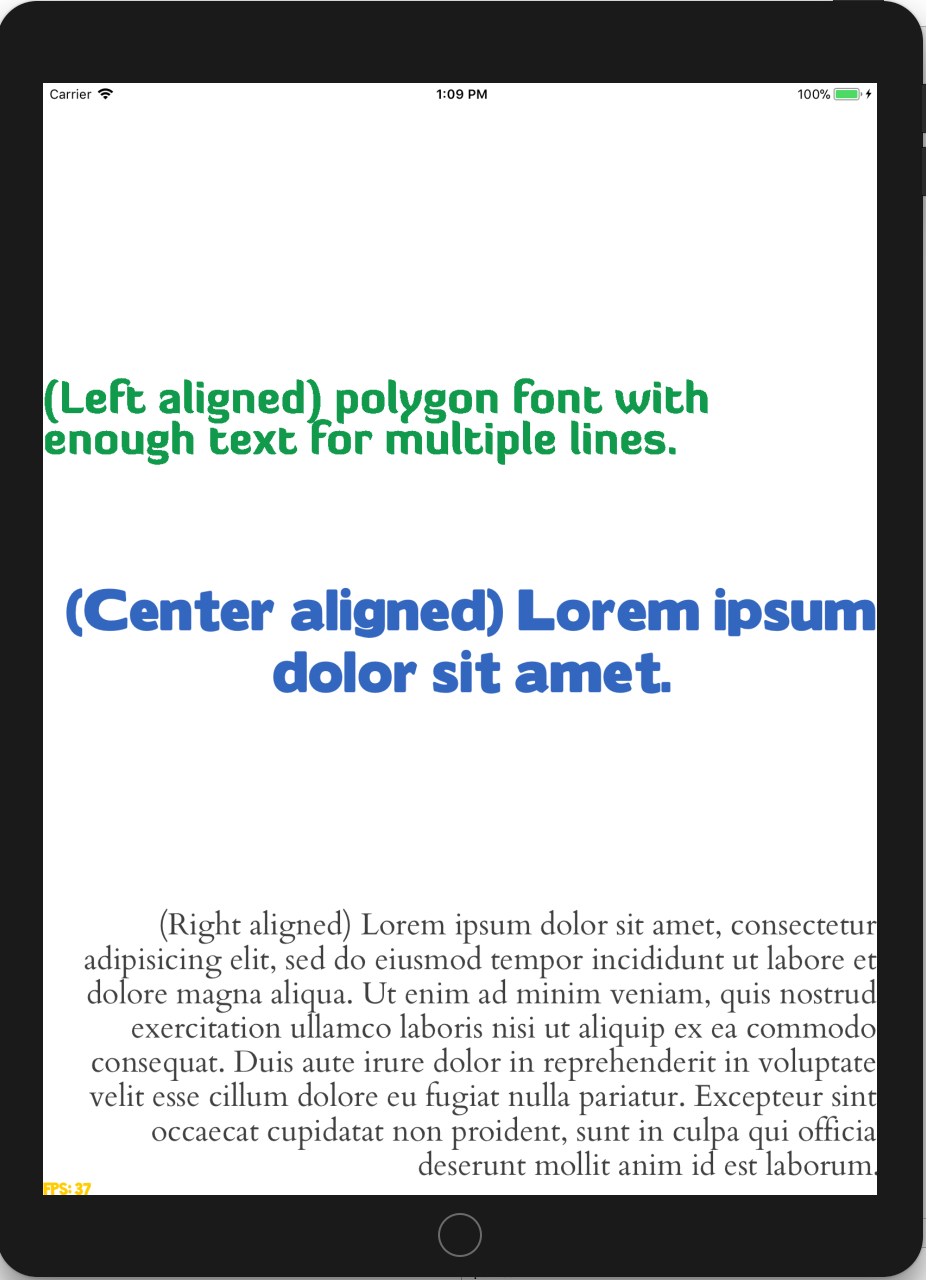 Carrier 1:09 PM 100%
(Left aligned) polygon font with
enough text for multiple lines.
(Center aligned) Lorem ipsum
dolor sit amet.
(Right aligned) Lorem ipsum dolor sit amet, consectetur
adipisicing elit, sed do eiusmod tempor incididunt ut labore et
dolore magna aliqua. Ut enim ad minim veniam, quis nostrud
exercitation ullamco laboris nisi ut aliquip ex ea commodo
consequat. Duis aute irure dolor in reprehenderit in voluptate
velit esse cillum dolore eu fugiat nulla pariatur. Excepteur sint
occaecat cupidatat non proident, sunt in culpa qui officia
deserunt mollit anim id est laborum.
FPS: 37